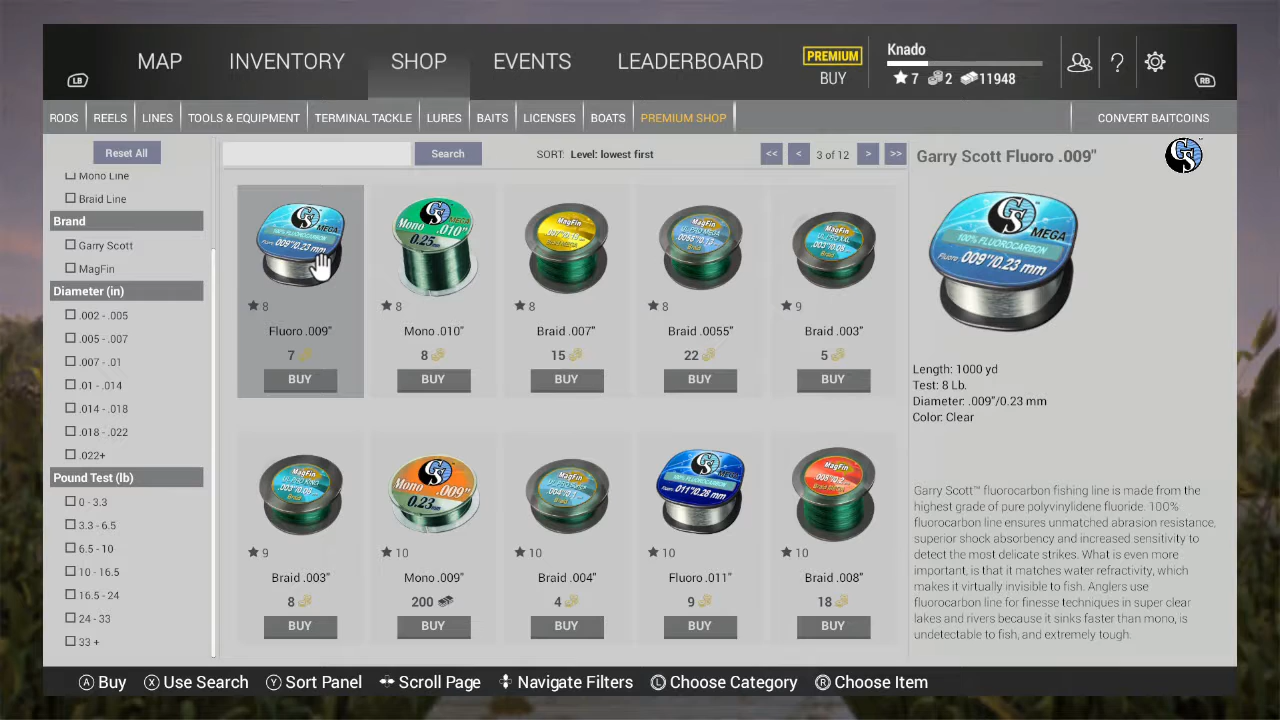 MAP
INVENTORY
SHOP
EVENTS
LEADERBOARD
PREMIUM
BUY
Knado
7 2 11948
?
LB
RB
RODS
REELS
LINES
TOOLS & EQUIPMENT
TERMINAL TACKLE
LURES
BAITS
LICENSES
BOATS
PREMIUM SHOP
CONVERT BAITCOINS
Reset All
Mono Line
Braid Line
Brand
Garry Scott
MagFin
Diameter (in)
.002 - .005
.005 - .007
.007 - .01
.01 - .014
.014 - .018
.018 - .022
.022+
Pound Test (lb)
0 - 3.3
3.3 - 6.5
6.5 - 10
10 - 16.5
16.5 - 24
24 - 33
33 +
Search
SORT: Level: lowest first
<<
<
3 of 12
>
>>
8
Fluoro .009"
7
BUY
8
Mono .010"
8
BUY
8
Braid .007"
15
BUY
8
Braid .0055"
22
BUY
9
Braid .003"
5
BUY
9
Braid .003"
8
BUY
10
Mono .009"
200
BUY
10
Braid .004"
4
BUY
10
Fluoro .011"
9
BUY
10
Braid .008"
18
BUY
Garry Scott Fluoro .009"
GS
MEGA
100% FLUOROCARBON
Fluoro .009"/0.23 mm
Length: 1000 yd
Test: 8 Lb.
Diameter: .009"/0.23 mm
Color: Clear
Garry Scott™ fluorocarbon fishing line is made from the
highest grade of pure polyvinylidene fluoride. 100%
fluorocarbon line ensures unmatched abrasion resistance,
superior shock absorbency and increased sensitivity to
detect the most delicate strikes. What is even more
important, is that it matches water refractivity, which
makes it virtually invisible to fish. Anglers use
fluorocarbon line for finesse techniques in super clear
lakes and rivers because it sinks faster than mono, is
undetectable to fish, and extremely tough.
A Buy
X Use Search
Y Sort Panel
Scroll Page
Navigate Filters
L Choose Category
R Choose Item